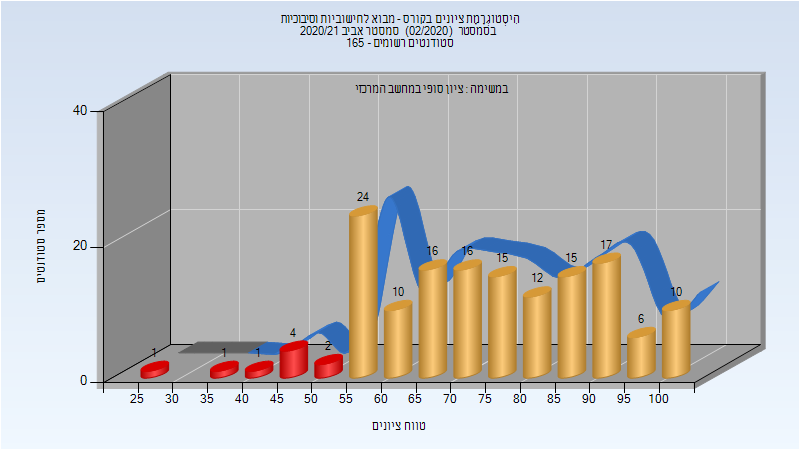 היסטוגרמת ציונים בקורס - מבוא לחישוביות וסיבוכיות
בסמסטר (02/2020) סמסטר אביב 2020/21
סטודנטים רשומים - 165
במשימה : ציון סופי במחשב המרכזי
מספר סטודנטים
40
20
0
1
1
1
4
2
24
10
16
16
15
12
15
17
6
10
25 30 35 40 45 50 55 60 65 70 75 80 85 90 95 100
טווח ציונים